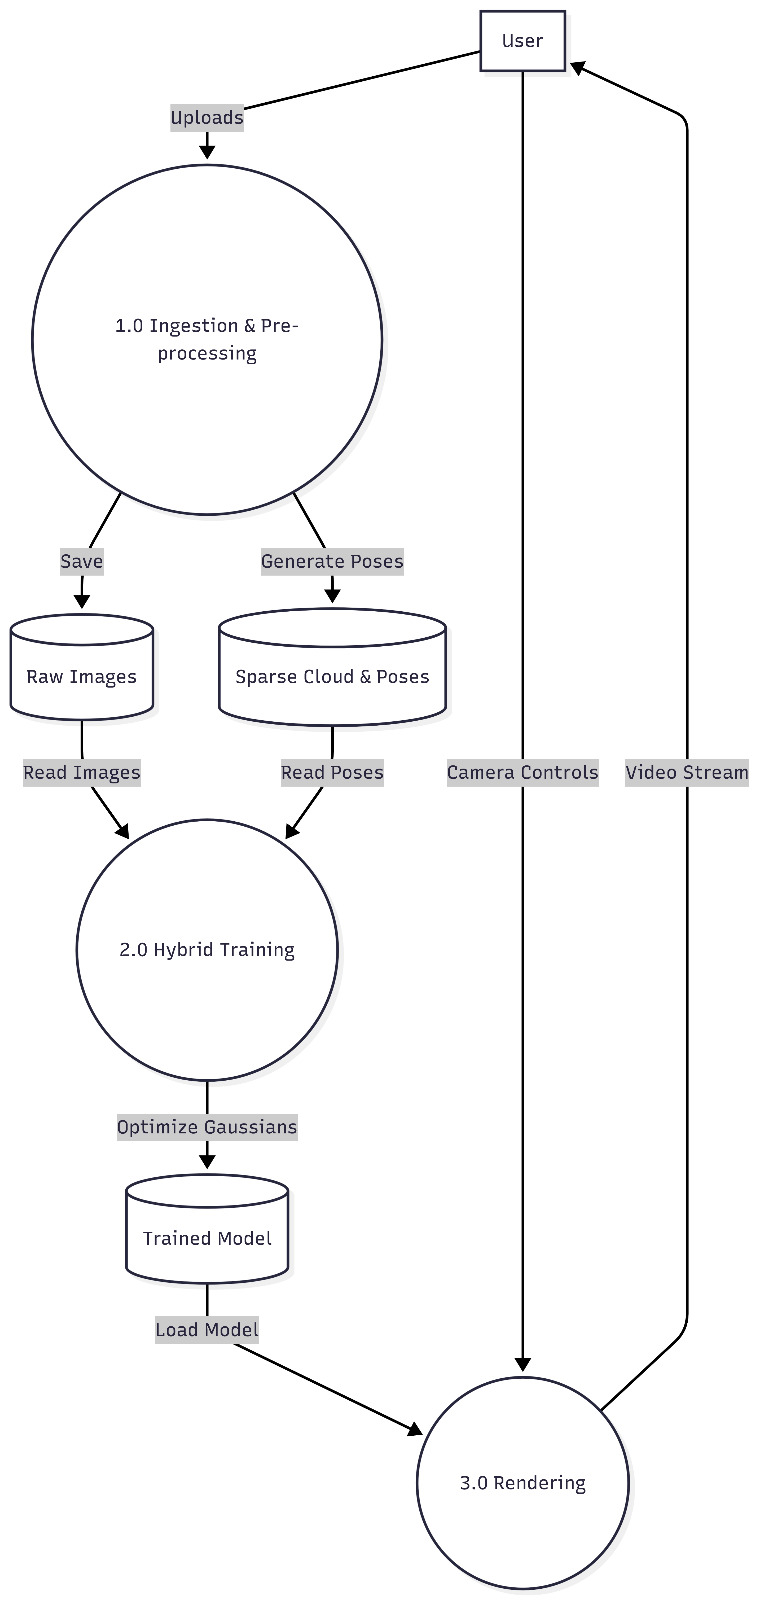 User
Uploads
1.0 Ingestion & Pre-
processing
Save
Generate Poses
Raw Images
Sparse Cloud & Poses
Read Images
Read Poses
Camera Controls
Video Stream
2.0 Hybrid Training
Optimize Gaussians
Trained Model
Load Model
3.0 Rendering